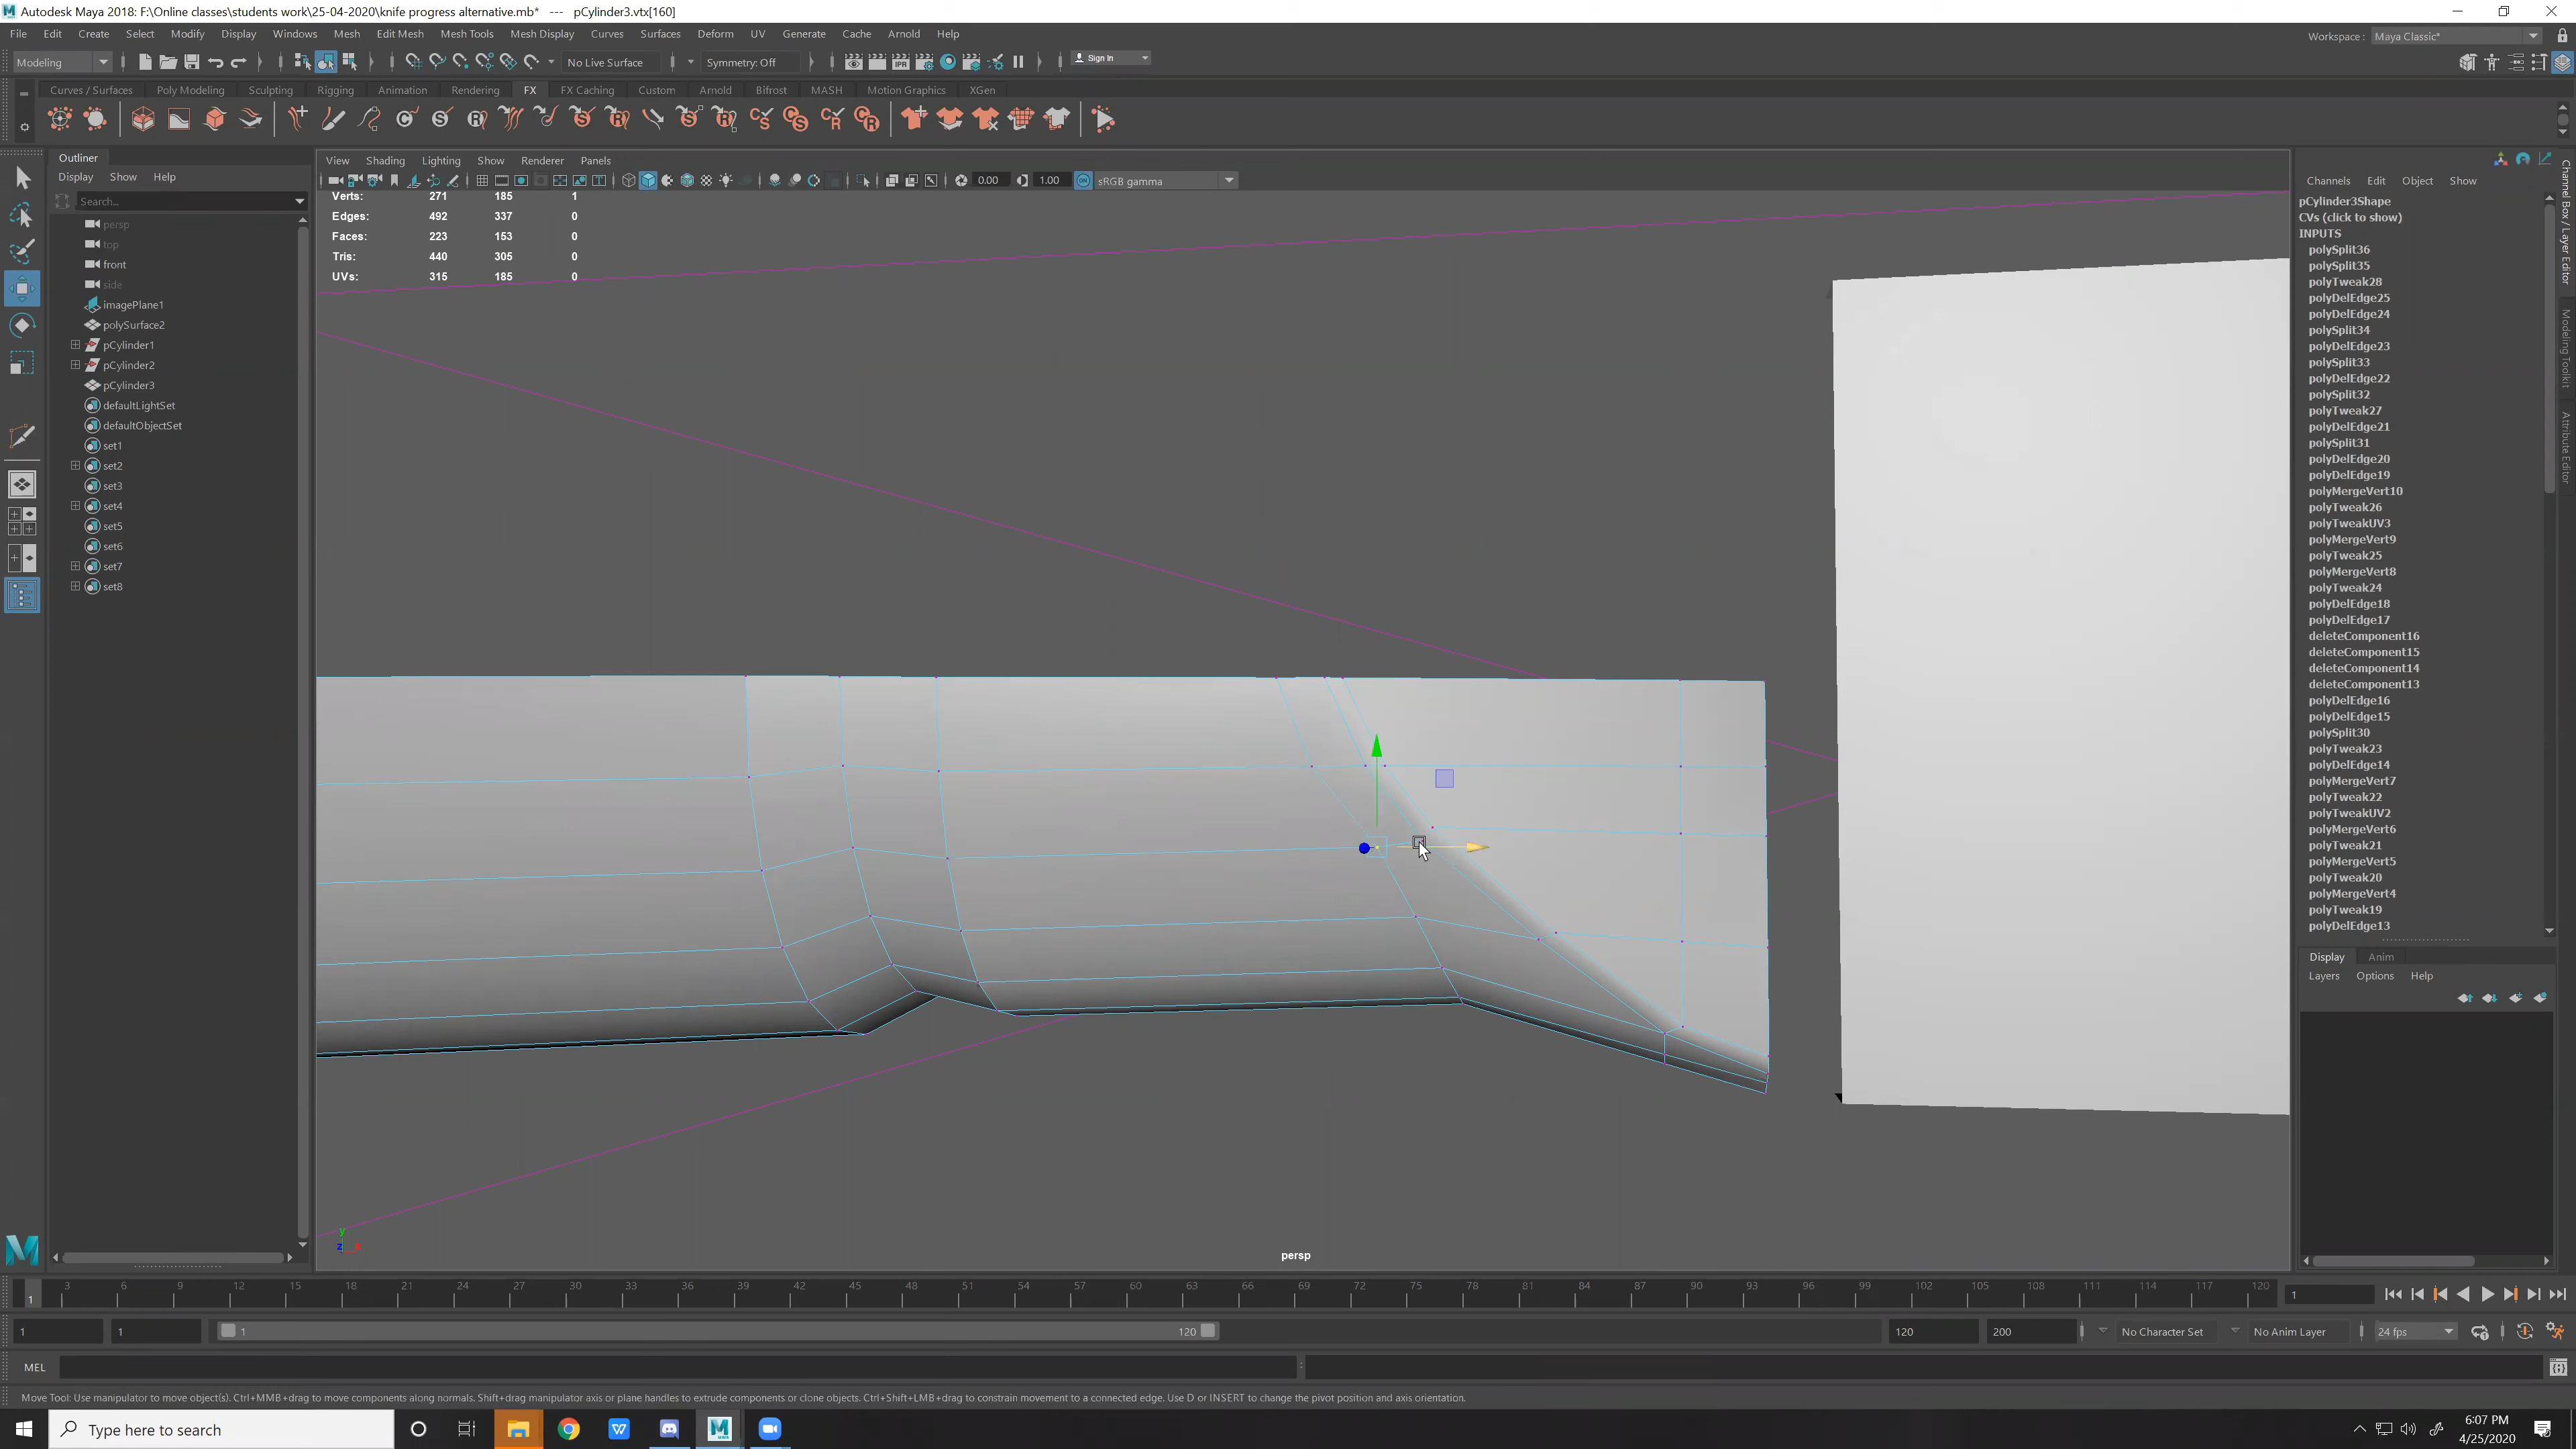 Autodesk Maya 2018: F:\Online classes\students work\25-04-2020\knife progress alternative.mb* --- pCylinder3.vtx[160]
File Edit Create Select Modify Display Windows Mesh Edit Mesh Mesh Tools Mesh Display Curves Surfaces Deform UV Generate Cache Arnold Help
Workspace : Maya Classic*
Modeling No Live Surface Symmetry: Off Sign In
Curves / Surfaces Poly Modeling Sculpting Rigging Animation Rendering FX FX Caching Custom Arnold Bifrost MASH Motion Graphics XGen
Outliner
Display Show Help
Search...
persp
top
front
side
imagePlane1
polySurface2
pCylinder1
pCylinder2
pCylinder3
defaultLightSet
defaultObjectSet
set1
set2
set3
set4
set5
set6
set7
set8
View Shading Lighting Show Renderer Panels
0.00 1.00 sRGB gamma
Verts: 271 185 1
Edges: 492 337 0
Faces: 223 153 0
Tris: 440 305 0
UVs: 315 185 0
y
z x
persp
Channels Edit Object Show
pCylinder3Shape
CVs (click to show)
INPUTS
polySplit36
polySplit35
polyTweak28
polyDelEdge25
polyDelEdge24
polySplit34
polyDelEdge23
polySplit33
polyDelEdge22
polySplit32
polyTweak27
polyDelEdge21
polySplit31
polyDelEdge20
polyDelEdge19
polyMergeVert10
polyTweak26
polyTweakUV3
polyMergeVert9
polyTweak25
polyMergeVert8
polyTweak24
polyDelEdge18
polyDelEdge17
deleteComponent16
deleteComponent15
deleteComponent14
deleteComponent13
polyDelEdge16
polyDelEdge15
polySplit30
polyTweak23
polyDelEdge14
polyMergeVert7
polyTweak22
polyTweakUV2
polyMergeVert6
polyTweak21
polyMergeVert5
polyTweak20
polyMergeVert4
polyTweak19
polyDelEdge13
Channel Box / Layer Editor
Modeling Toolkit
Attribute Editor
Display Anim
Layers Options Help
1 3 6 9 12 15 18 21 24 27 30 33 36 39 42 45 48 51 54 57 60 63 66 69 72 75 78 81 84 87 90 93 96 99 102 105 108 111 114 117 120 1
1 1 1 120 120 200 No Character Set No Anim Layer 24 fps
MEL
Move Tool: Use manipulator to move object(s). Ctrl+MMB+drag to move components along normals. Shift+drag manipulator axis or plane handles to extrude components or clone objects. Ctrl+Shift+LMB+drag to constrain movement to a connected edge. Use D or INSERT to change the pivot position and axis orientation.
Type here to search
6:07 PM
4/25/2020